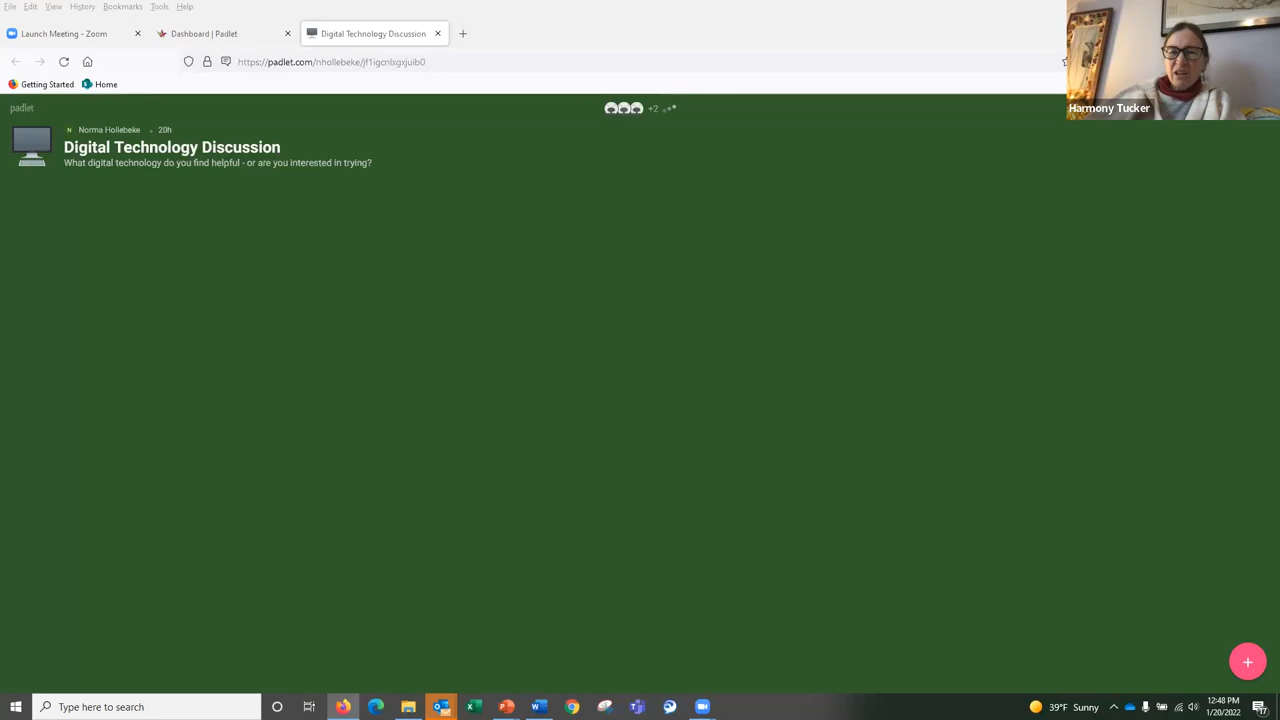 File Edit View History Bookmarks Tools Help
Launch Meeting - Zoom
Dashboard | Padlet
Digital Technology Discussion
https://padlet.com/nhollebeke/jf1igcnlxgxjuib0
Getting Started
Home
Harmony Tucker
padlet
+2
N Norma Hollebeke
20h
Digital Technology Discussion
What digital technology do you find helpful - or are you interested in trying?
Type here to search
39°F Sunny
12:48 PM
1/20/2022
17